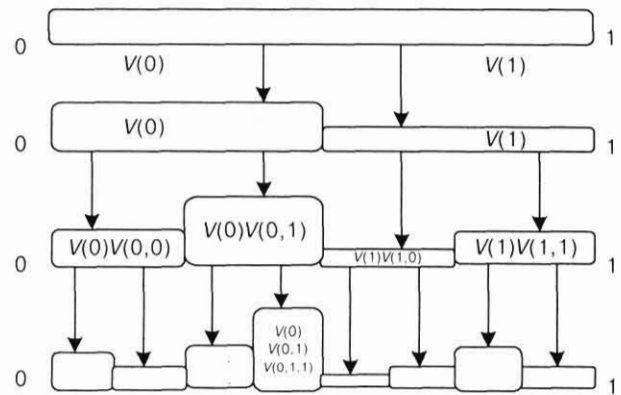 0 1
V(0) V(1)
V(0) V(1)
0 1
V(0)V(0,0) V(0)V(0,1) V(1)V(1,0) V(1)V(1,1)
0 1
V(0)
V(0,1)
V(0,1,1)
0 1